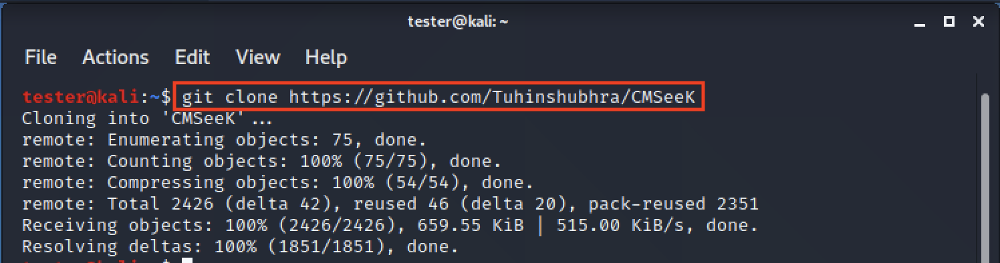 tester@kali: ~
File Actions Edit View Help
tester@kali:~$ git clone https://github.com/Tuhinshubhra/CMSeeK
Cloning into 'CMSeeK'...
remote: Enumerating objects: 75, done.
remote: Counting objects: 100% (75/75), done.
remote: Compressing objects: 100% (54/54), done.
remote: Total 2426 (delta 42), reused 46 (delta 20), pack-reused 2351
Receiving objects: 100% (2426/2426), 659.55 KiB | 515.00 KiB/s, done.
Resolving deltas: 100% (1851/1851), done.